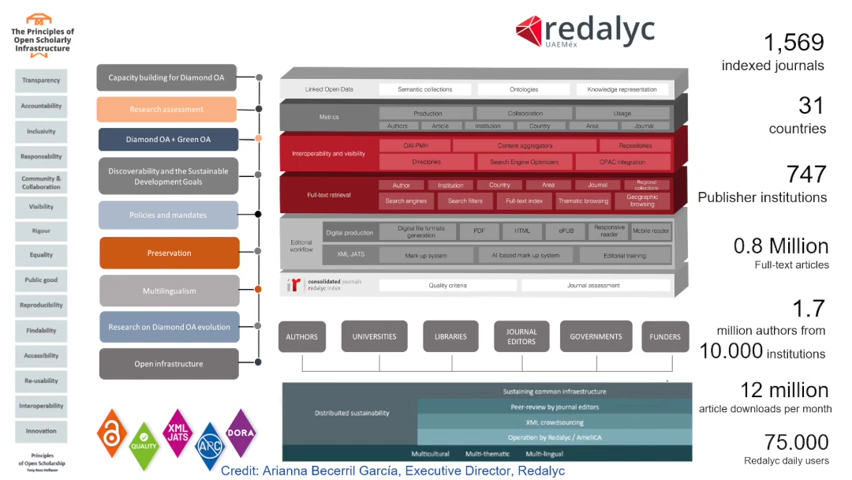 The Principles
of Open Scholarly
Infrastructure
Transparency
Accountability
Inclusivity
Responsability
Community &
Collaboration
Visibility
Rigour
Equality
Public good
Reproducibility
Findability
Accessibility
Re-usability
Interoperability
Innovation
Principles
of Open Scholarship
Capacity building for Diamond OA
Research assessment
Diamond OA + Green OA
Discoverability and the Sustainable
Development Goals
Policies and mandates
Preservation
Multilingualism
Research on Diamond OA evolution
Open infrastructure
QUALITY
XML
JATS
ARC
DORA
redalyc
UAEMéx
Linked Open Data
Semantic collections
Ontologies
Knowledge representation
Metrics
Production
Collaboration
Usage
Authors
Article
Institution
Country
Area
Journal
Interoperability and visibility
OAI-PMH
Content aggregators
Repositories
Directories
Search Engine Optimizers
OPAC integration
Full-text retrieval
Author
Institution
Country
Area
Journal
Regional
collections
Search engines
Search filters
Full-text index
Thematic browsing
Geographic
browsing
Editorial
workflow
Digital production
Digital file formats
generation
PDF
HTML
ePUB
Responsive
reader
Mobile reader
XML JATS
Mark up system
AI based mark up system
Editorial training
consolidated journals
redalyc index
Quality criteria
Journal assessment
AUTHORS
UNIVERSITIES
LIBRARIES
JOURNAL
EDITORS
GOVERNMENTS
FUNDERS
Distribuited sustainability
Sustaining common infraestructure
Peer-review by journal editors
XML crowdsourcing
Operation by Redalyc / AmeliCA
Multicultural
Multi-thematic
Multi-lingual
Credit: Arianna Becerril García, Executive Director, Redalyc
1,569
indexed journals
31
countries
747
Publisher institutions
0.8 Million
Full-text articles
1.7
million authors from
10.000 institutions
12 million
article downloads per month
75.000
Redalyc daily users